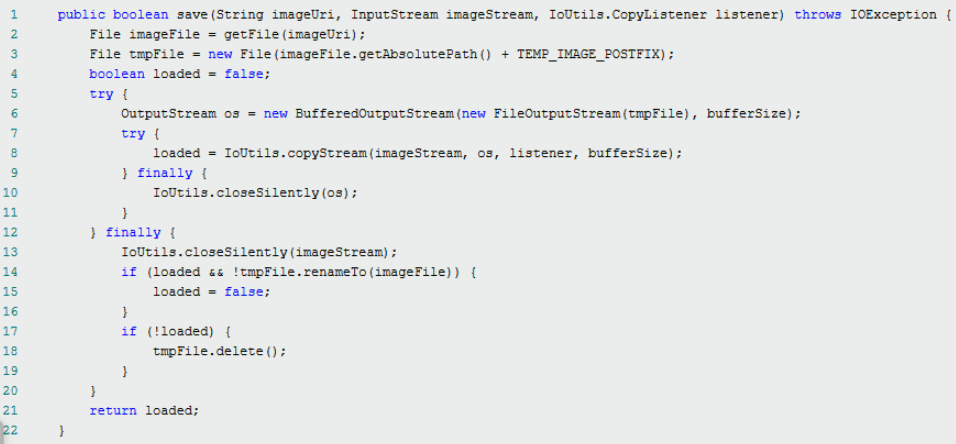 1 public boolean save(String imageUri, InputStream imageStream, IoUtils.CopyListener listener) throws IOException {
2 File imageFile = getFile(imageUri);
3 File tmpFile = new File(imageFile.getAbsolutePath() + TEMP_IMAGE_POSTFIX);
4 boolean loaded = false;
5 try {
6 OutputStream os = new BufferedOutputStream(new FileOutputStream(tmpFile), bufferSize);
7 try {
8 loaded = IoUtils.copyStream(imageStream, os, listener, bufferSize);
9 } finally {
10 IoUtils.closeSilently(os);
11 }
12 } finally {
13 IoUtils.closeSilently(imageStream);
14 if (loaded && !tmpFile.renameTo(imageFile)) {
15 loaded = false;
16 }
17 if (!loaded) {
18 tmpFile.delete();
19 }
20 }
21 return loaded;
22 }